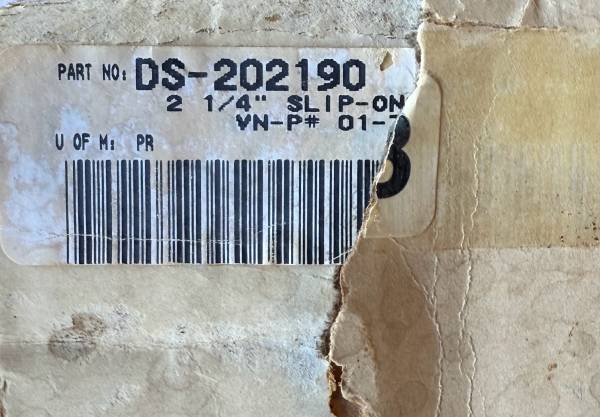 PART NO: DS-202190
2 1/4" SLIP-ON
VN-P# 01-
U OF M: PR